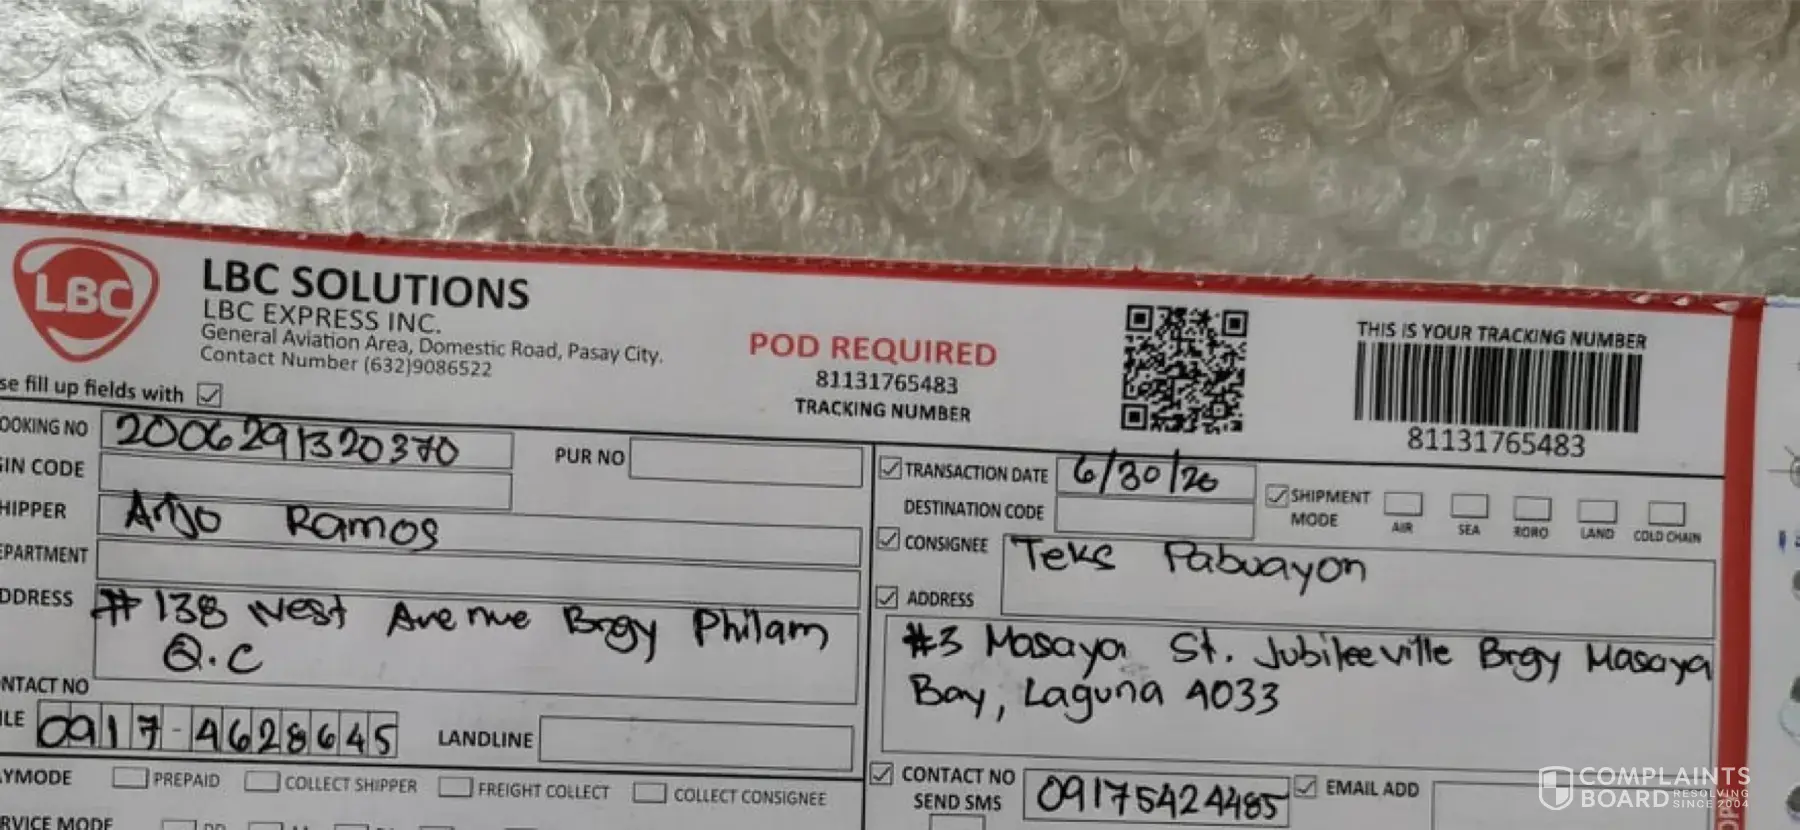 LBC
LBC SOLUTIONS
LBC EXPRESS INC.
General Aviation Area, Domestic Road, Pasay City.
Contact Number (632)9086522
POD REQUIRED
81131765483
TRACKING NUMBER
THIS IS YOUR TRACKING NUMBER
81131765483
se fill up fields with
OOKING NO 2006291320370
PUR NO
GIN CODE
HIPPER Anjo Ramos
EPARTMENT
DDRESS #138 West Avenue Brgy Philam
Q.C
NTACT NO
ILE 0917-4628645 LANDLINE
AYMODE PREPAID COLLECT SHIPPER FREIGHT COLLECT COLLECT CONSIGNEE
RVICE MODE
TRANSACTION DATE 6/30/20
DESTINATION CODE
SHIPMENT
MODE
AIR SEA RORO LAND COLD CHAIN
CONSIGNEE Teks Pabuayon
ADDRESS
#3 Masaya St. Jubileeville Brgy Masaya
Bay, Laguna 4033
CONTACT NO 09175424485 EMAIL ADD
SEND SMS
COMPLAINTS
BOARD RESOLVING
SINCE 2004